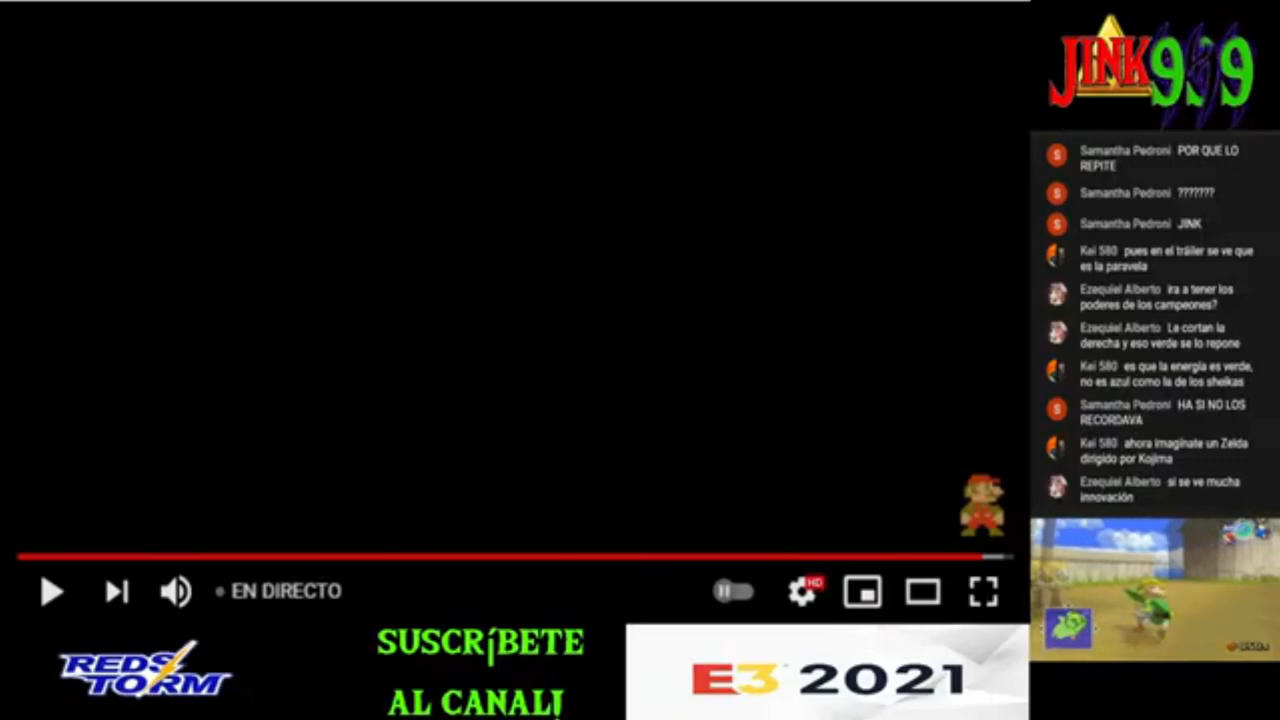 JINK999
Samantha Pedroni POR QUE LO
REPITE
Samantha Pedroni ???????
Samantha Pedroni JINK
Kei 580 pues en el tráiler se ve que
es la paravela
Ezequiel Alberto ira a tener los
poderes de los campeones?
Ezequiel Alberto Le cortan la
derecha y eso verde se lo repone
Kei 580 es que la energía es verde,
no es azul como la de los sheikas
Samantha Pedroni HA SI NO LOS
RECORDAVA
Kei 580 ahora imagínate un Zelda
dirigido por Kojima
Ezequiel Alberto si se ve mucha
innovación
EN DIRECTO
HD
REDS
TORM
SUSCRÍBETE
AL CANAL!
E3 2021